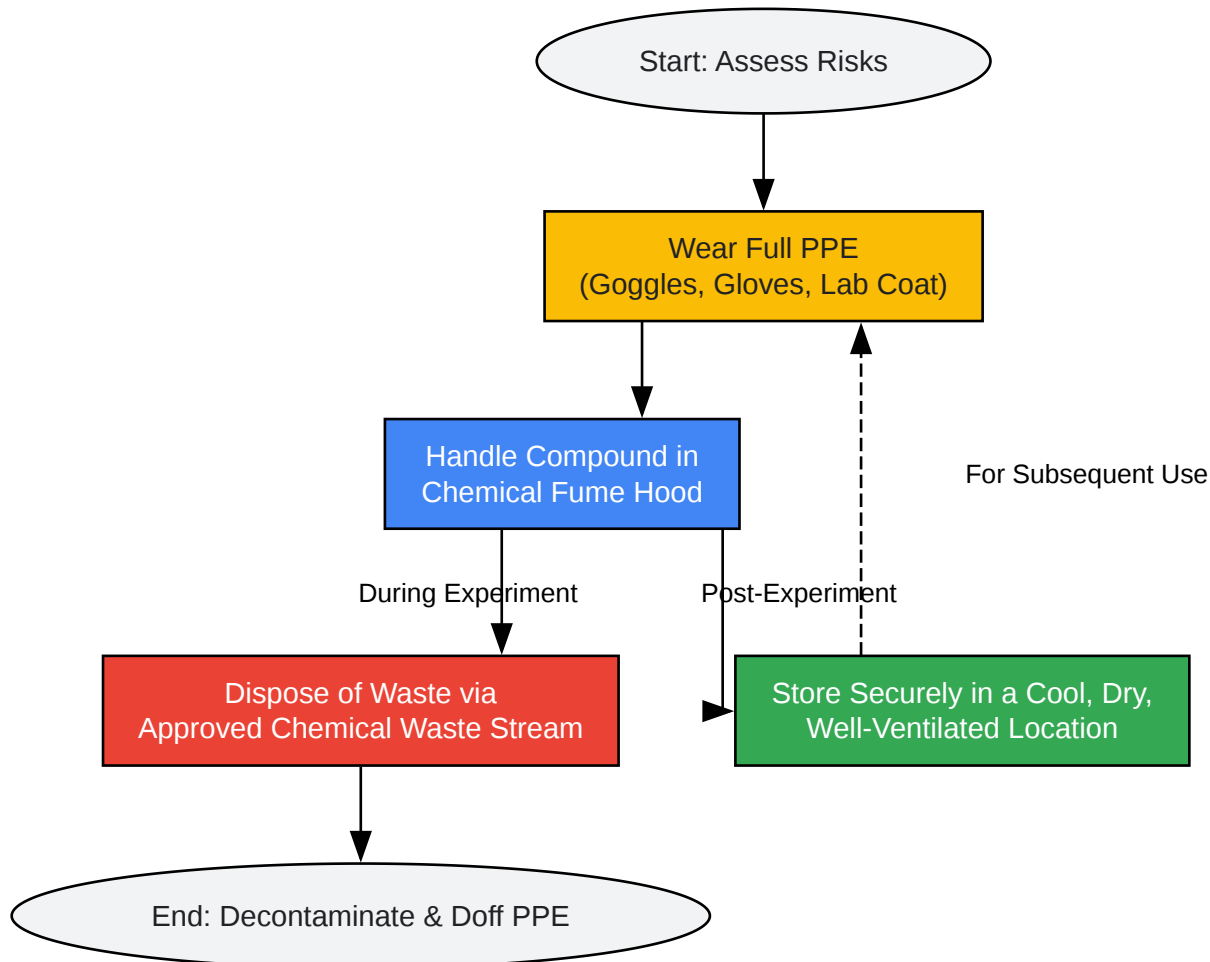 Start: Assess Risks
Wear Full PPE
(Goggles, Gloves, Lab Coat)
Handle Compound in
Chemical Fume Hood
For Subsequent Use
During Experiment
Post-Experiment
Dispose of Waste via
Approved Chemical Waste Stream
Store Securely in a Cool, Dry,
Well-Ventilated Location
End: Decontaminate & Doff PPE